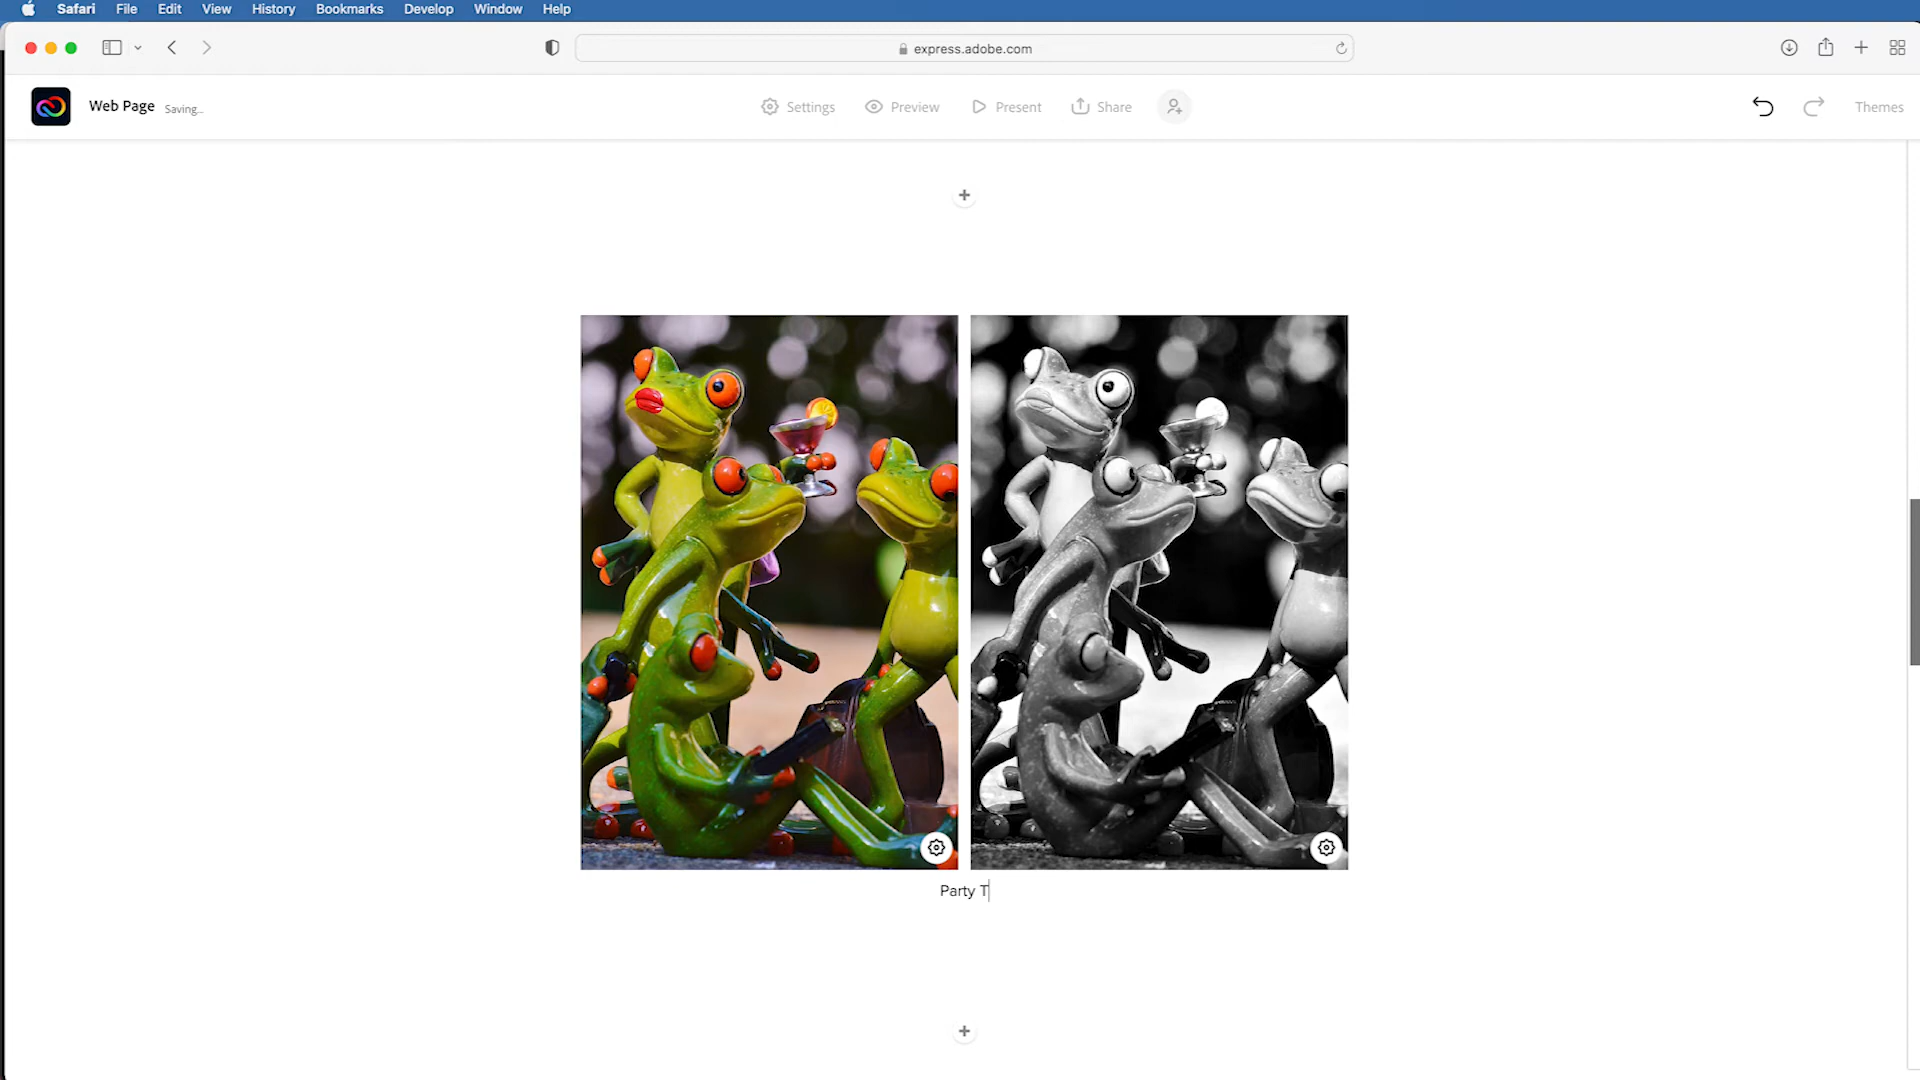 Safari File Edit View History Bookmarks Develop Window Help
express.adobe.com
Web Page Saving... Settings Preview Present Share Themes
Party T